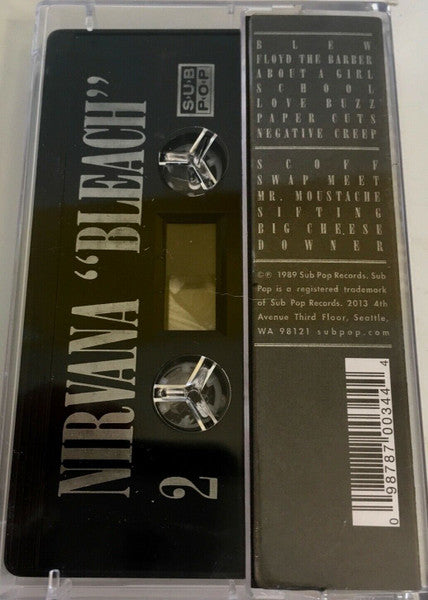 NIRVANA “BLEACH”
2
SUB
POP
BLEW
FLOYD THE BARBER
ABOUT A GIRL
SCHOOL
LOVE BUZZ
PAPER CUTS
NEGATIVE CREEP
SCOFF
SWAP MEET
MR. MOUSTACHE
SIFTING
BIG CHEESE
DOWNER
©℗ 1989 Sub Pop Records. Sub
Pop is a registered trademark
of Sub Pop Records. 2013 4th
Avenue Third Floor, Seattle,
WA 98121 subpop.com
0 98787 00344 4